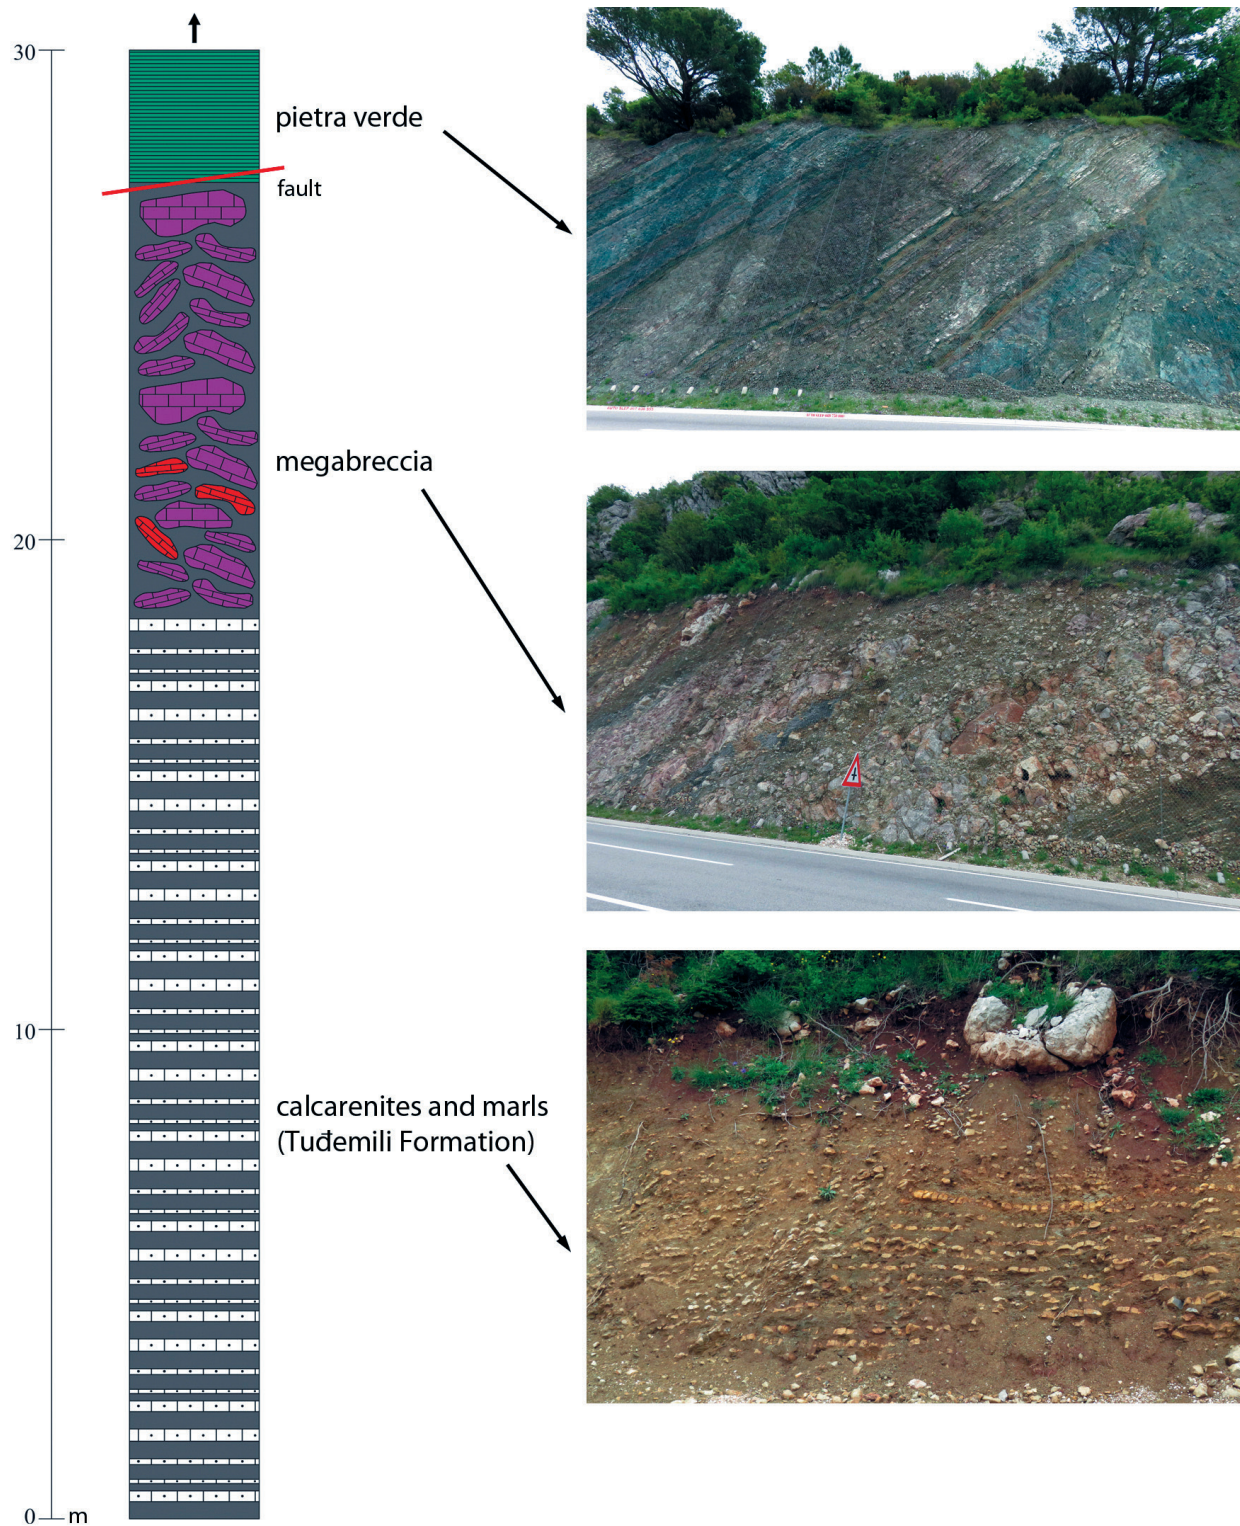 30
pietra verde
fault
megabreccia
20
10
calcarenites and marls
(Tuđemili Formation)
0
m